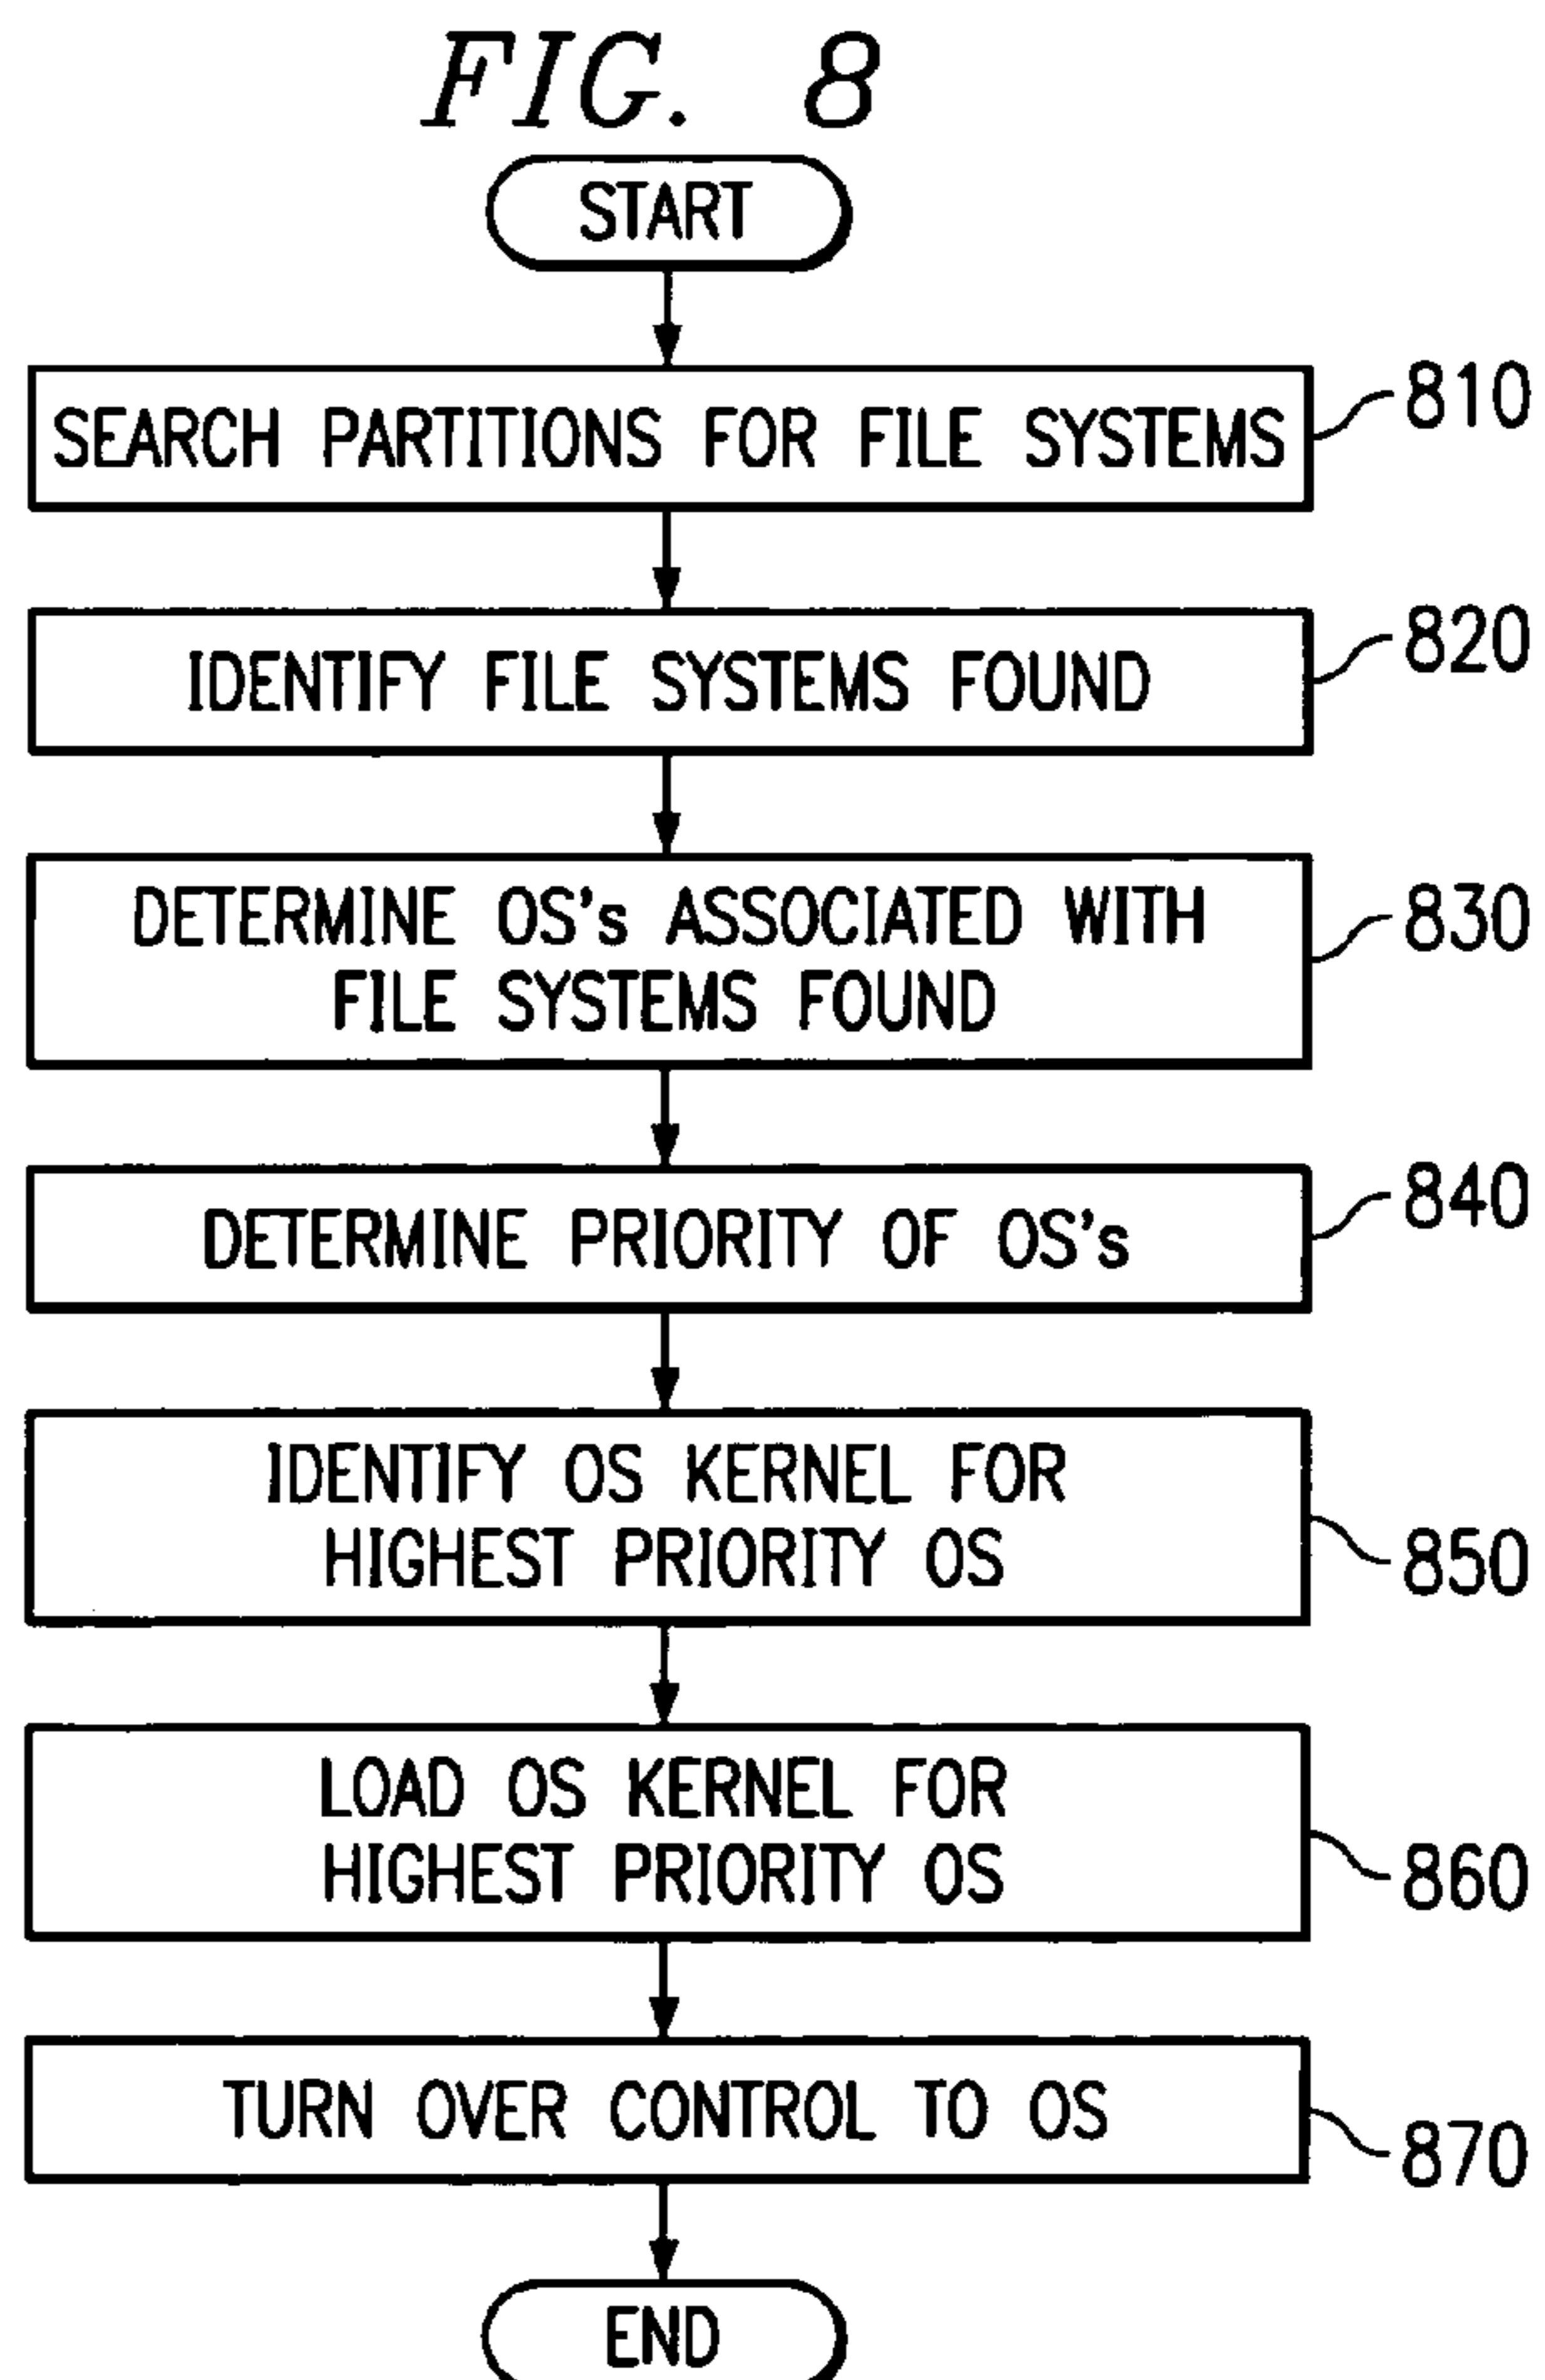 FIG. 8
START
SEARCH PARTITIONS FOR FILE SYSTEMS
810
IDENTIFY FILE SYSTEMS FOUND
820
DETERMINE OS's ASSOCIATED WITH
FILE SYSTEMS FOUND
830
DETERMINE PRIORITY OF OS's
840
IDENTIFY OS KERNEL FOR
HIGHEST PRIORITY OS
850
LOAD OS KERNEL FOR
HIGHEST PRIORITY OS
860
TURN OVER CONTROL TO OS
870
END